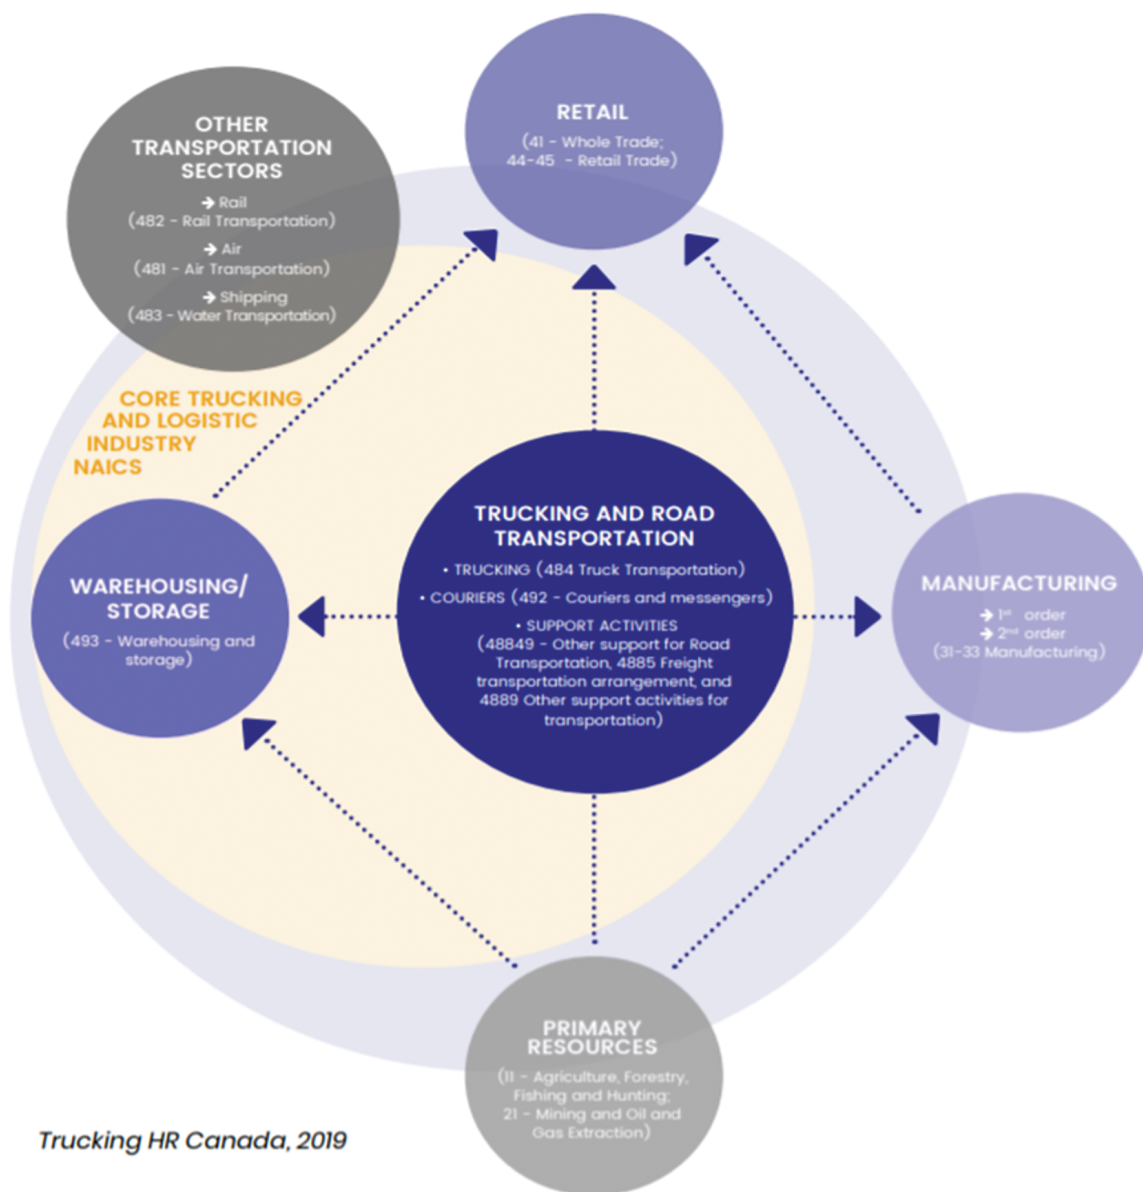 RETAIL
(41 - Whole Trade;
44-45 - Retail Trade)
OTHER
TRANSPORTATION
SECTORS
➔ Rail
(482 - Rail Transportation)
➔ Air
(481 - Air Transportation)
➔ Shipping
(483 - Water Transportation)
CORE TRUCKING
AND LOGISTIC
INDUSTRY
NAICS
TRUCKING AND ROAD
TRANSPORTATION
• TRUCKING (484 Truck Transportation)
• COURIERS (492 - Couriers and messengers)
• SUPPORT ACTIVITIES
(48849 - Other support for Road
Transportation, 4885 Freight
transportation arrangement, and
4889 Other support activities for
transportation)
WAREHOUSING/
STORAGE
(493 - Warehousing and
storage)
MANUFACTURING
➔ 1st order
➔ 2nd order
(31-33 Manufacturing)
PRIMARY
RESOURCES
(11 - Agriculture, Forestry,
Fishing and Hunting;
21 - Mining and Oil and
Gas Extraction)
Trucking HR Canada, 2019